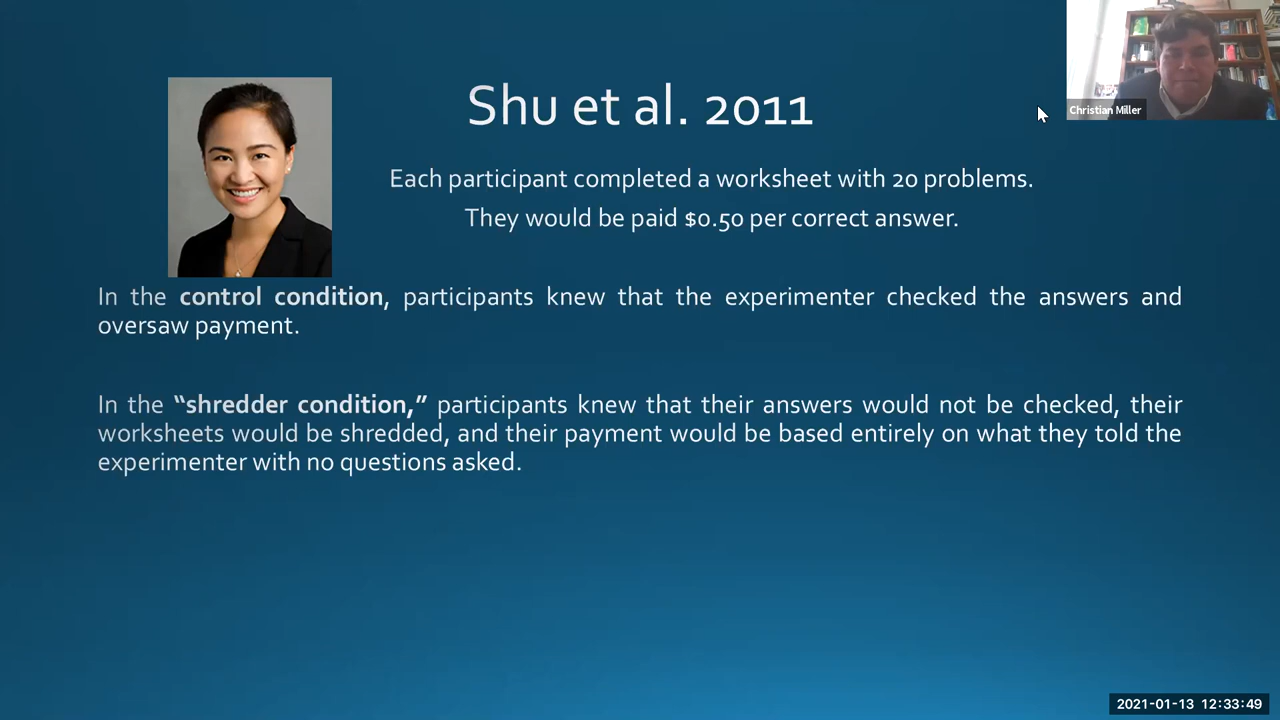 Shu et al. 2011
Christian Miller
Each participant completed a worksheet with 20 problems.
They would be paid $0.50 per correct answer.
In the control condition, participants knew that the experimenter checked the answers and
oversaw payment.
In the “shredder condition,” participants knew that their answers would not be checked, their
worksheets would be shredded, and their payment would be based entirely on what they told the
experimenter with no questions asked.
2021-01-13 12:33:49